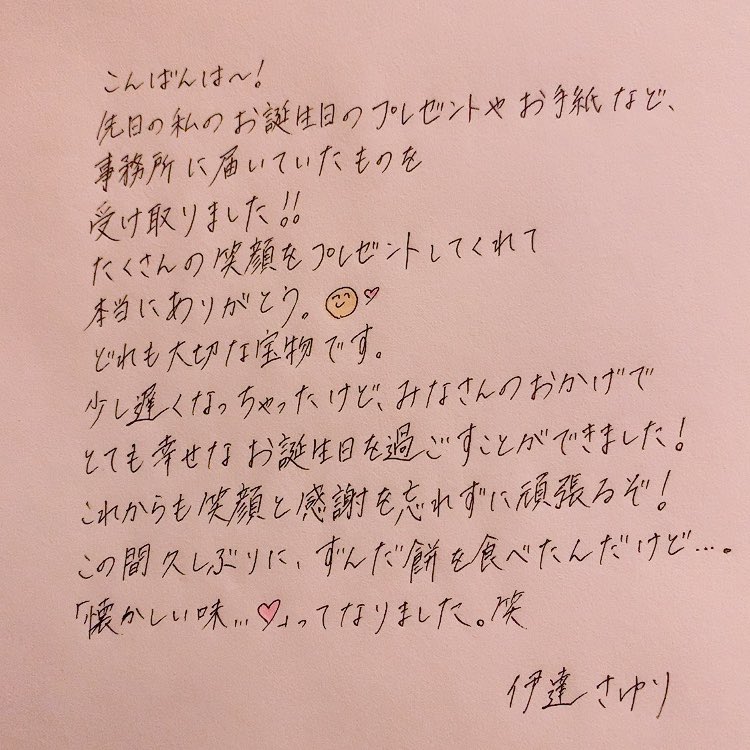 こんばんは〜!
先日の私のお誕生日のプレゼントやお手紙など、
事務所に届いていたものを
受け取りました!!
たくさんの笑顔をプレゼントしてくれて
本当にありがとう。
どれも大切な宝物です。
少し遅くなっちゃったけど、みなさんのおかげで
とても幸せなお誕生日を過ごすことができました!
これからも笑顔と感謝を忘れずに頑張るぞ!
この間久しぶりに、ずんだ餅を食べたんだけど…。
「懐かしい味…♡」ってなりました。笑
伊達さゆり